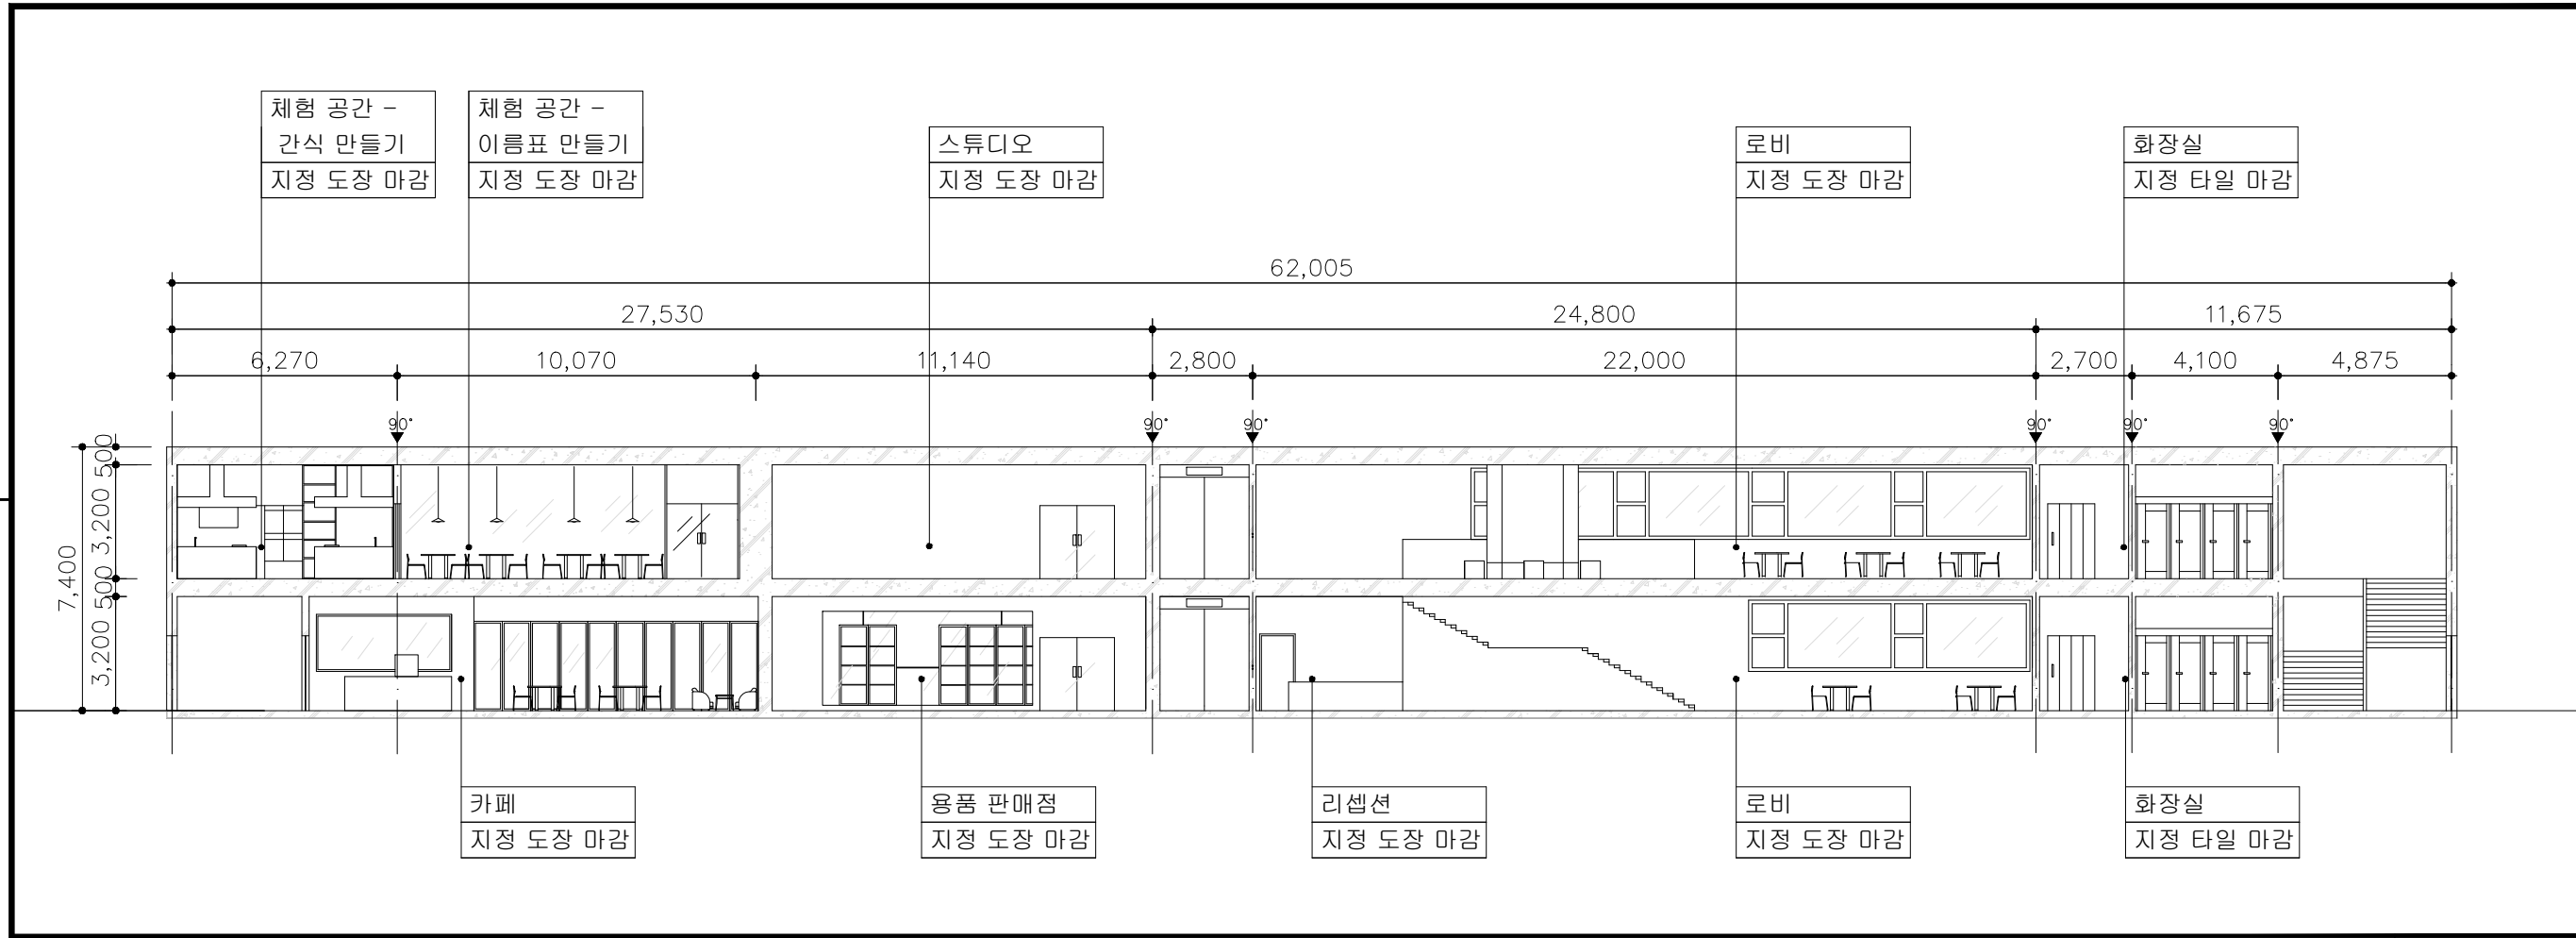 체험 공간 -
간식 만들기
지정 도장 마감
체험 공간 -
이름표 만들기
지정 도장 마감
스튜디오
지정 도장 마감
로비
지정 도장 마감
화장실
지정 타일 마감
62,005
27,530 24,800 11,675
6,270 10,070 11,140 2,800 22,000 2,700 4,100 4,875
90° 90° 90° 90° 90° 90°
7,400
500
3,200
500
3,200
카페
지정 도장 마감
용품 판매점
지정 도장 마감
리셉션
지정 도장 마감
로비
지정 도장 마감
화장실
지정 타일 마감